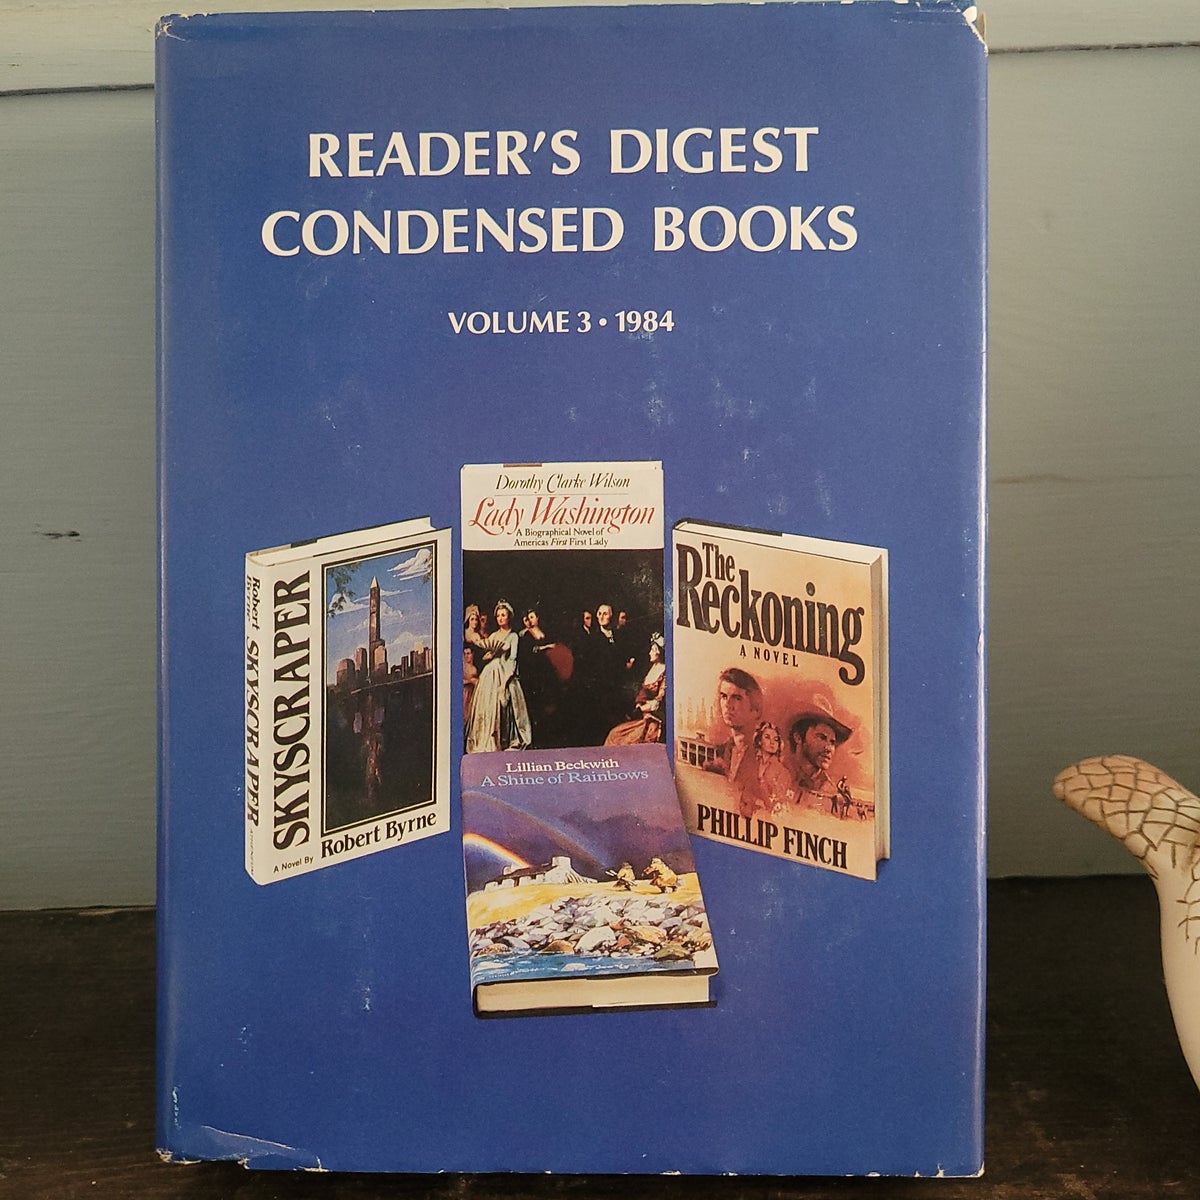 READER'S DIGEST
CONDENSED BOOKS
VOLUME 3 • 1984
Dorothy Clarke Wilson
Lady Washington
A Biographical Novel of
Americas First First Lady
Robert Byrne SKYSCRAPER
SKYSCRAPER
A Novel By
Robert Byrne
The
Reckoning
A NOVEL
PHILLIP FINCH
Lillian Beckwith
A Shine of Rainbows